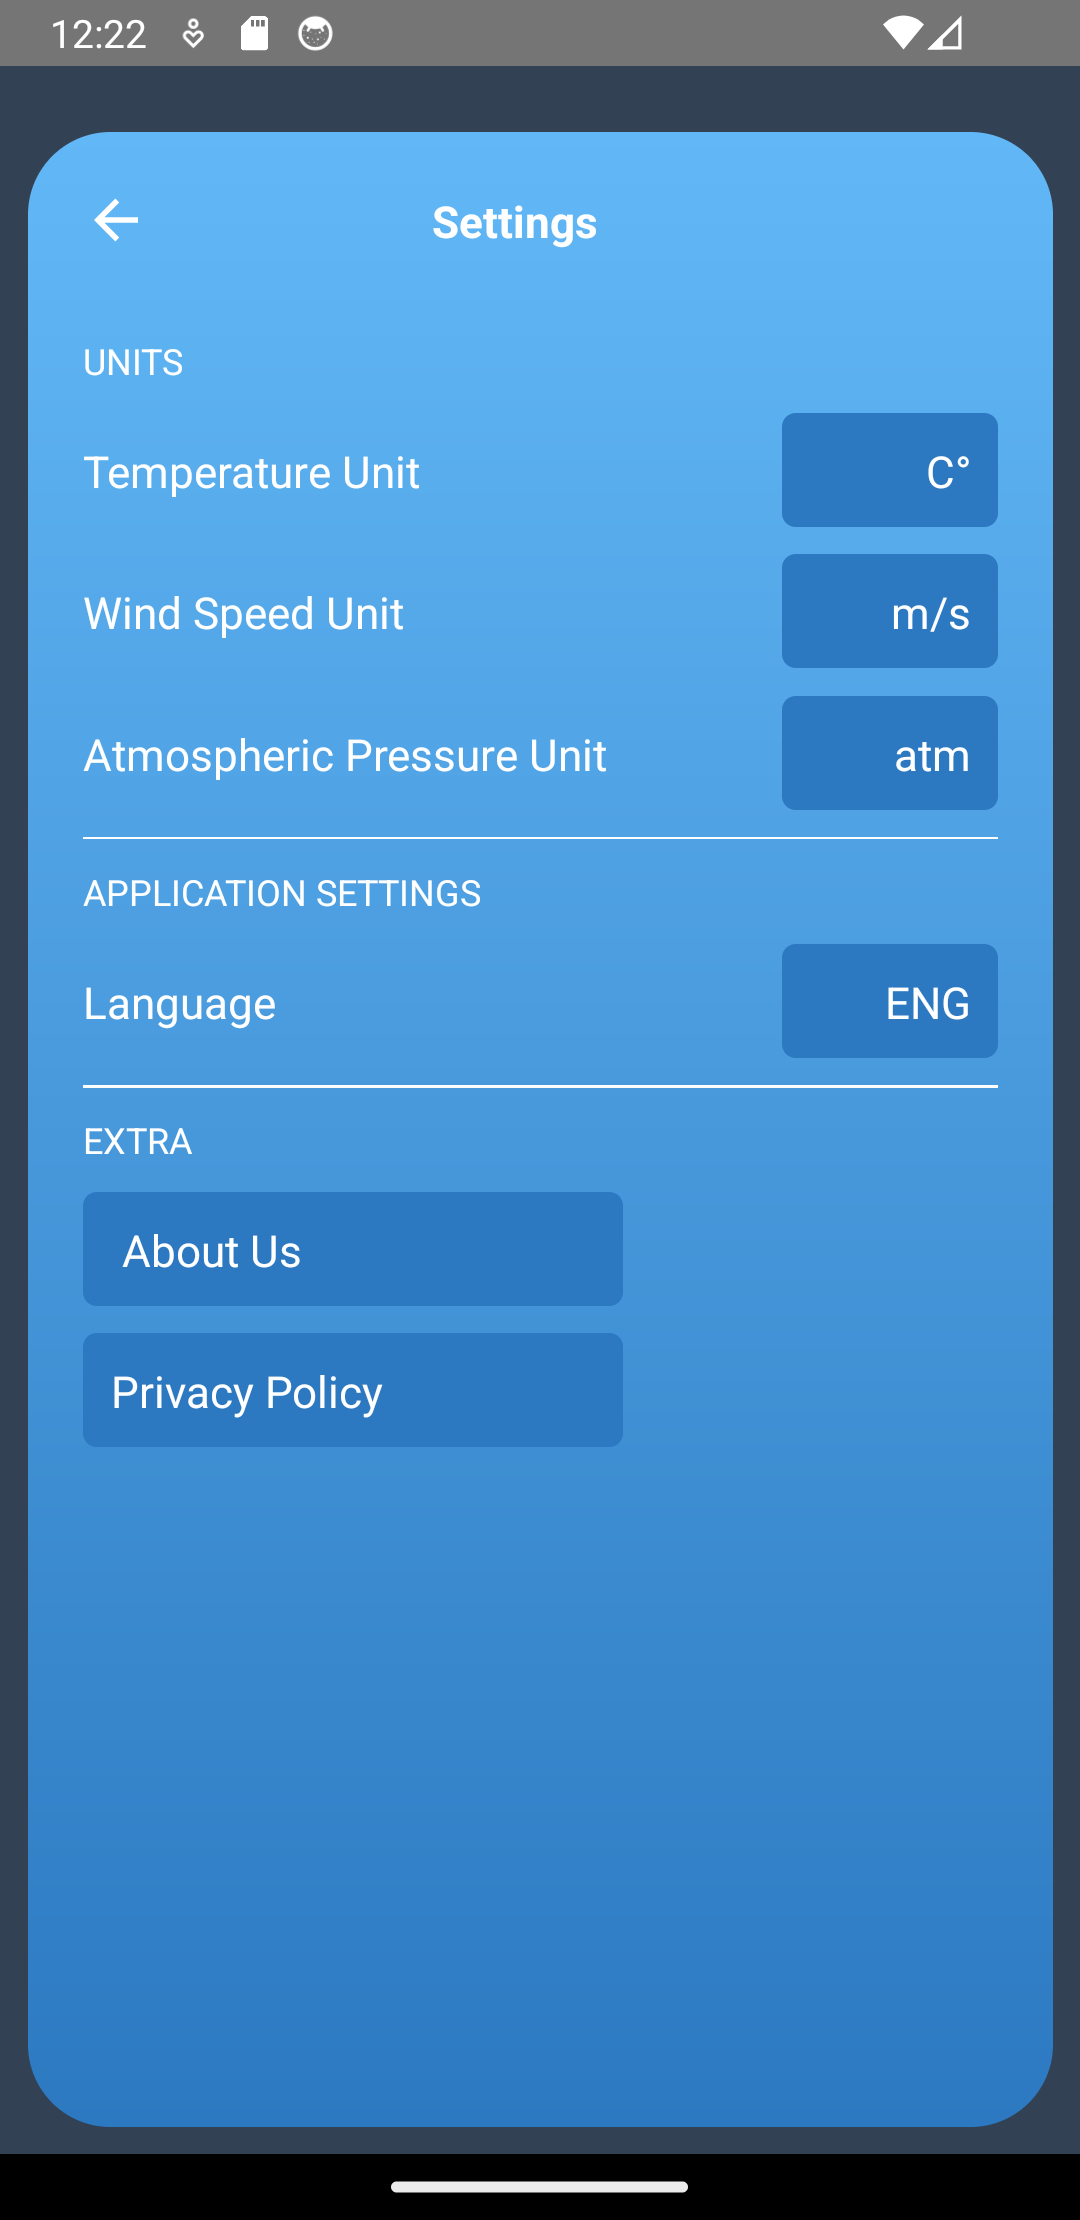 12:22
Settings
UNITS
Temperature Unit C°
Wind Speed Unit m/s
Atmospheric Pressure Unit atm
APPLICATION SETTINGS
Language ENG
EXTRA
About Us
Privacy Policy